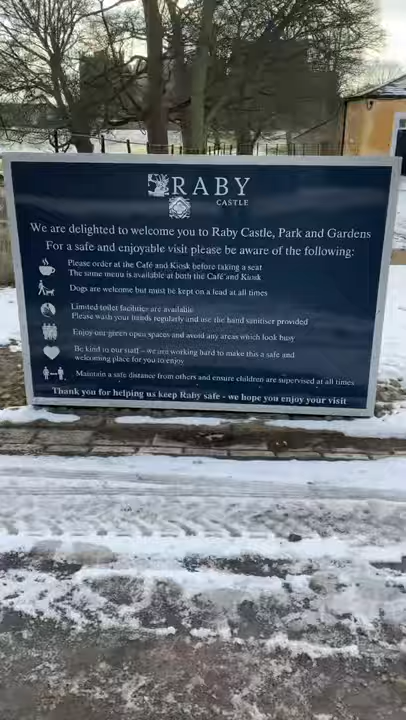 RABY
CASTLE
We are delighted to welcome you to Raby Castle, Park and Gardens
For a safe and enjoyable visit please be aware of the following:
Please order at the Café and Kiosk before taking a seat
The same menu is available at both the Café and Kiosk
Dogs are welcome but must be kept on a lead at all times
Limited toilet facilities are available
Please wash your hands regularly and use the hand sanitiser provided
Enjoy our green open spaces and avoid any areas which look busy
Be kind to our staff – we are working hard to make this a safe and
welcoming place for you to enjoy
Maintain a safe distance from others and ensure children are supervised at all times
Thank you for helping us keep Raby safe - we hope you enjoy your visit